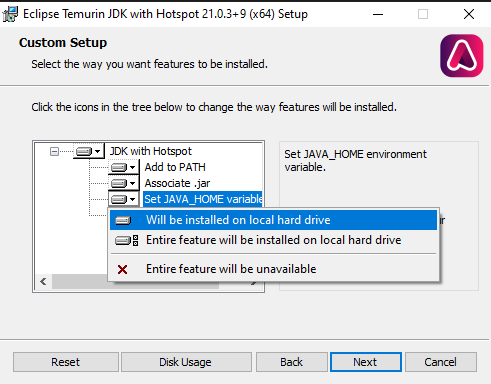 Eclipse Temurin JDK with Hotspot 21.0.3+9 (x64) Setup
Custom Setup
Select the way you want features to be installed.
Click the icons in the tree below to change the way features will be installed.
JDK with Hotspot
Add to PATH
Associate .jar
Set JAVA_HOME variable
Set JAVA_HOME environment
variable.
Will be installed on local hard drive
Entire feature will be installed on local hard drive
Entire feature will be unavailable
Reset
Disk Usage
Back
Next
Cancel